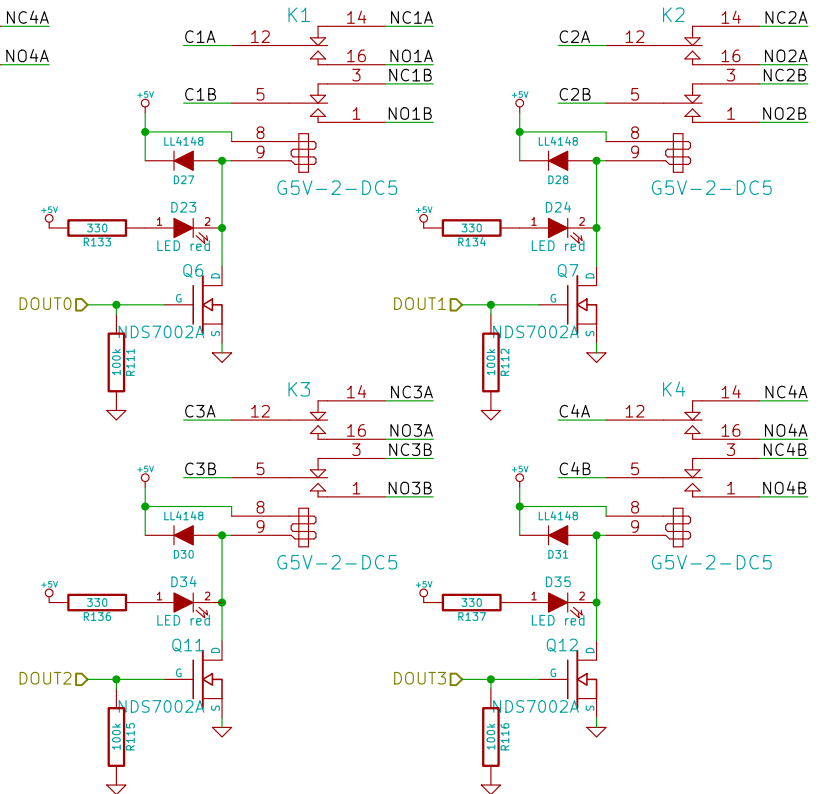 NC4A
NO4A
K1
14 NC1A
C1A 12
16 NO1A
3 NC1B
C1B 5
1 NO1B
+5V
LL4148
8
9
D27
G5V-2-DC5
+5V
D23
330
1 2
R133
LED red
Q6
D
DOUT0
G
NDS7002A
S
100k
R111
K2
14 NC2A
C2A 12
16 NO2A
3 NC2B
C2B 5
1 NO2B
+5V
LL4148
8
9
D28
G5V-2-DC5
+5V
D24
330
1 2
R134
LED red
Q7
D
DOUT1
G
NDS7002A
S
100k
R112
K3
14 NC3A
C3A 12
16 NO3A
3 NC3B
C3B 5
1 NO3B
+5V
LL4148
8
9
D30
G5V-2-DC5
+5V
D34
330
1 2
R136
LED red
Q11
D
DOUT2
G
NDS7002A
S
100k
R115
K4
14 NC4A
C4A 12
16 NO4A
3 NC4B
C4B 5
1 NO4B
+5V
LL4148
8
9
D31
G5V-2-DC5
+5V
D35
330
1 2
R137
LED red
Q12
D
DOUT3
G
NDS7002A
S
100k
R116